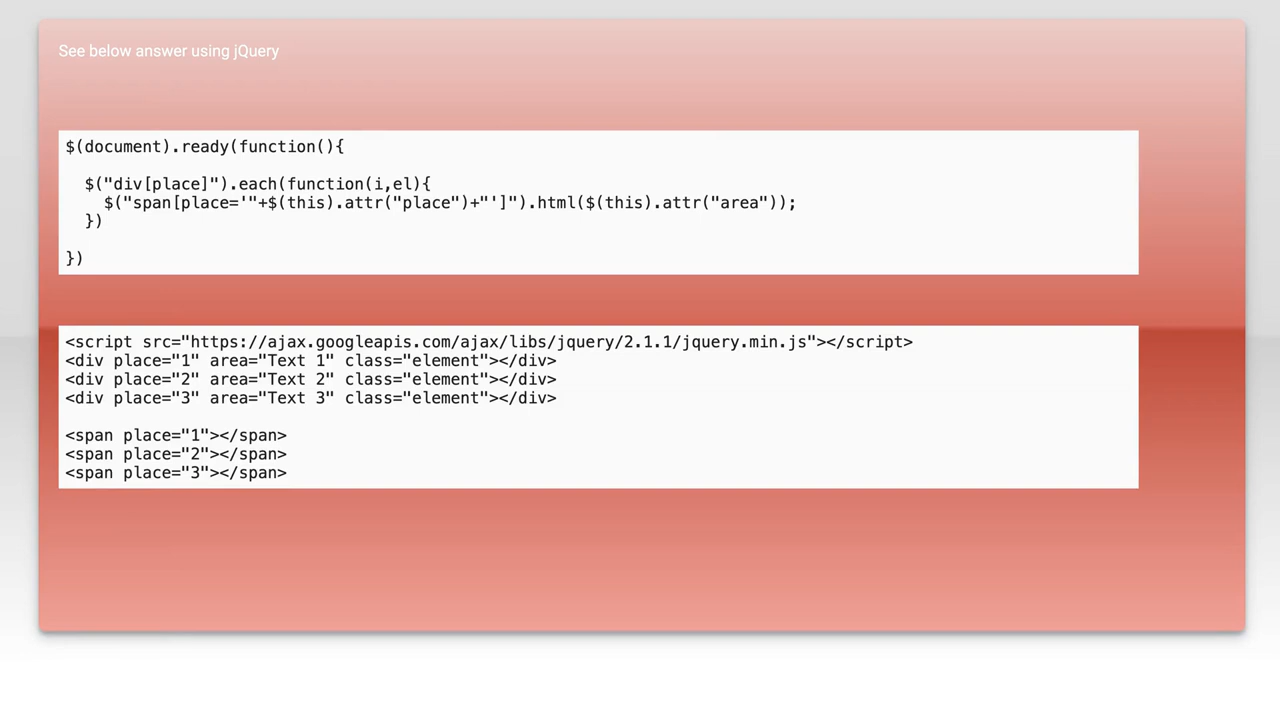 See below answer using jQuery
$(document).ready(function(){
  $("div[place]").each(function(i,el){
    $("span[place='"+$(this).attr("place")+"']").html($(this).attr("area"));
  })
})
<script src="https://ajax.googleapis.com/ajax/libs/jquery/2.1.1/jquery.min.js"></script>
<div place="1" area="Text 1" class="element"></div>
<div place="2" area="Text 2" class="element"></div>
<div place="3" area="Text 3" class="element"></div>
<span place="1"></span>
<span place="2"></span>
<span place="3"></span>